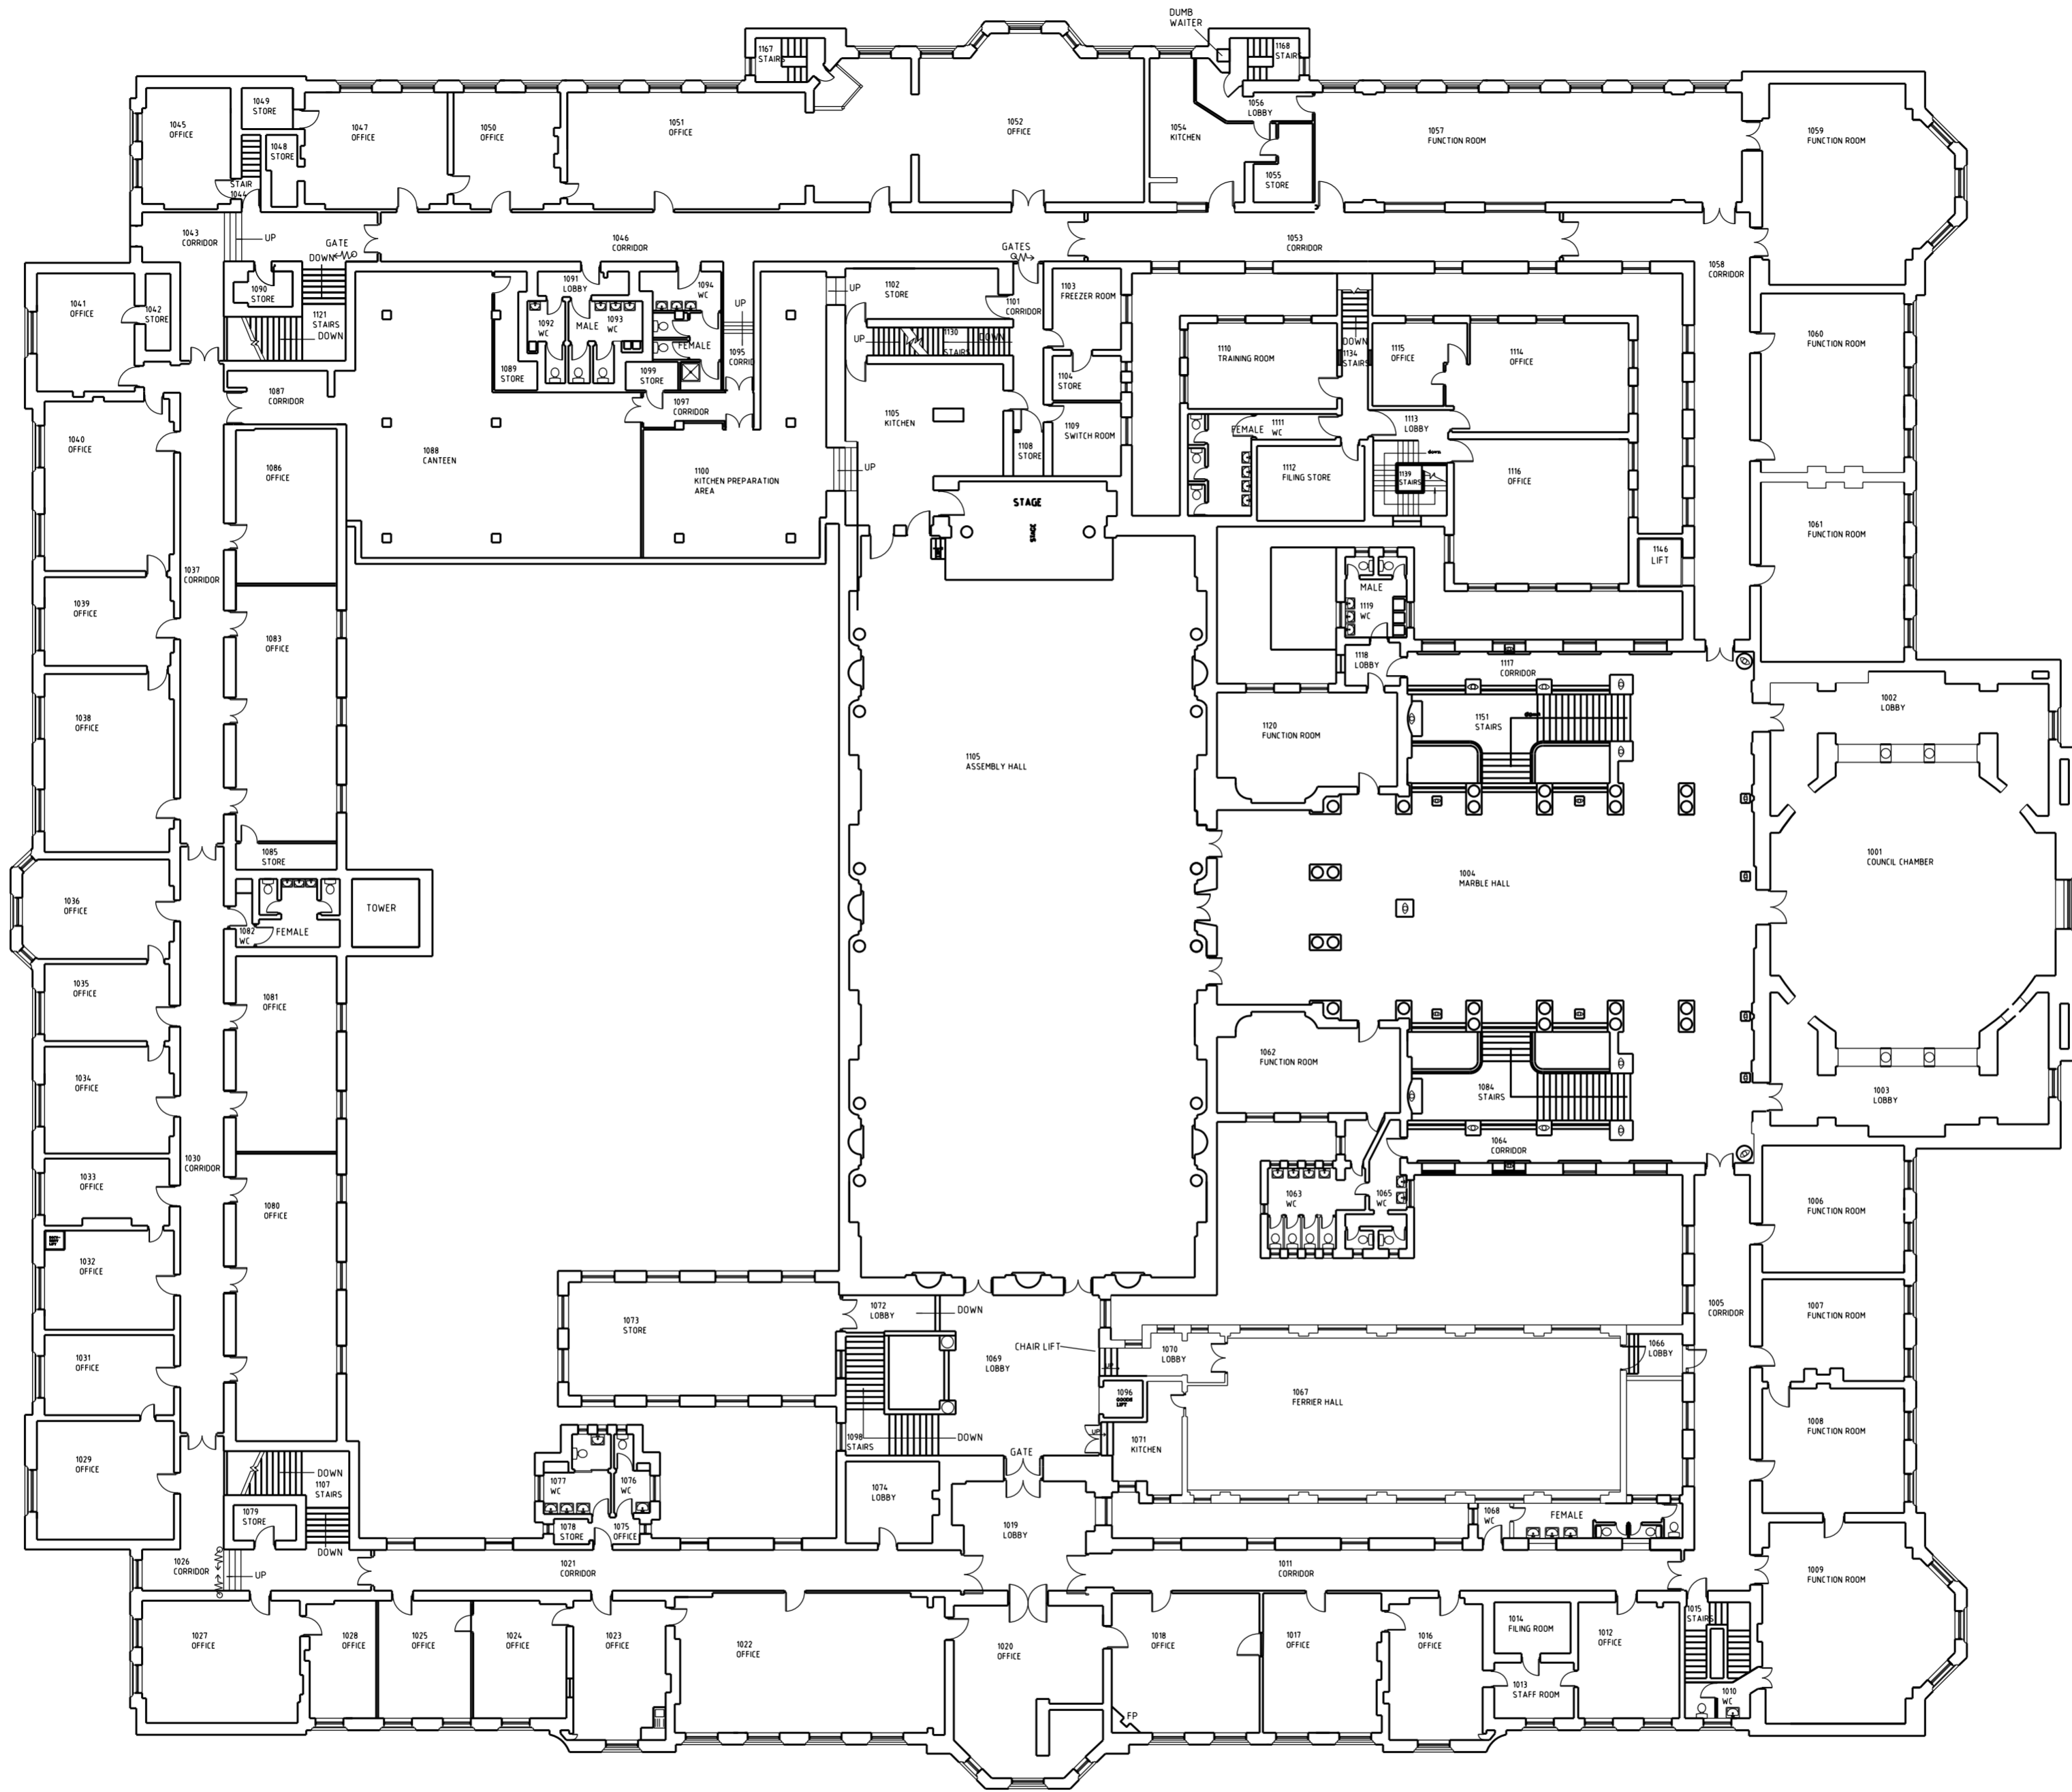 DUMB
WAITER
1167
STAIRS
1168
STAIRS
1045
OFFICE
1049
STORE
1048
STORE
1047
OFFICE
1050
OFFICE
1051
OFFICE
1052
OFFICE
1054
KITCHEN
1056
LOBBY
1055
STORE
1057
FUNCTION ROOM
1059
FUNCTION ROOM
STAIR
1044
1043
CORRIDOR
UP
GATE
DOWN
1046
CORRIDOR
GATES
1053
CORRIDOR
1058
CORRIDOR
1041
OFFICE
1042
STORE
1090
STORE
1121
STAIRS
DOWN
1091
LOBBY
1092
WC
MALE
1093
WC
1094
WC
FEMALE
UP
1095
CORRID
UP
1102
STORE
1101
CORRIDOR
1103
FREEZER ROOM
UP
1130
STAIRS
DOWN
1104
STORE
1110
TRAINING ROOM
DOWN
1134
STAIRS
1115
OFFICE
1114
OFFICE
1060
FUNCTION ROOM
1087
CORRIDOR
1089
STORE
1099
STORE
1097
CORRIDOR
1105
KITCHEN
1108
STORE
1109
SWITCH ROOM
FEMALE
1111
WC
1113
LOBBY
1112
FILING STORE
down
1139
STAIRS
1116
OFFICE
1040
OFFICE
1086
OFFICE
1088
CANTEEN
1100
KITCHEN PREPARATION
AREA
UP
STAGE
STAGE
1061
FUNCTION ROOM
1146
LIFT
1037
CORRIDOR
1039
OFFICE
1083
OFFICE
MALE
1119
WC
1118
LOBBY
1117
CORRIDOR
1038
OFFICE
1105
ASSEMBLY HALL
1120
FUNCTION ROOM
1151
STAIRS
1002
LOBBY
1085
STORE
1036
OFFICE
1082
WC
FEMALE
TOWER
1004
MARBLE HALL
1001
COUNCIL CHAMBER
1035
OFFICE
1081
OFFICE
1034
OFFICE
1062
FUNCTION ROOM
1084
STAIRS
1003
LOBBY
1064
CORRIDOR
1030
CORRIDOR
1033
OFFICE
1080
OFFICE
1063
WC
1065
WC
1006
FUNCTION ROOM
1032
OFFICE
1072
LOBBY
DOWN
1073
STORE
1005
CORRIDOR
1007
FUNCTION ROOM
1031
OFFICE
CHAIR LIFT
1069
LOBBY
UP
1070
LOBBY
1066
LOBBY
1096
GOODS
LIFT
1067
FERRIER HALL
1008
FUNCTION ROOM
1029
OFFICE
1098
STAIRS
DOWN
GATE
UP
1071
KITCHEN
DOWN
1107
STAIRS
1079
STORE
DOWN
1077
WC
1076
WC
1078
STORE
1075
OFFICE
1074
LOBBY
1019
LOBBY
1068
WC
FEMALE
1026
CORRIDOR
UP
1021
CORRIDOR
1011
CORRIDOR
1009
FUNCTION ROOM
1027
OFFICE
1028
OFFICE
1025
OFFICE
1024
OFFICE
1023
OFFICE
1022
OFFICE
1020
OFFICE
1018
OFFICE
1017
OFFICE
1016
OFFICE
1014
FILING ROOM
1013
STAFF ROOM
1012
OFFICE
1015
STAIRS
1010
WC
FP